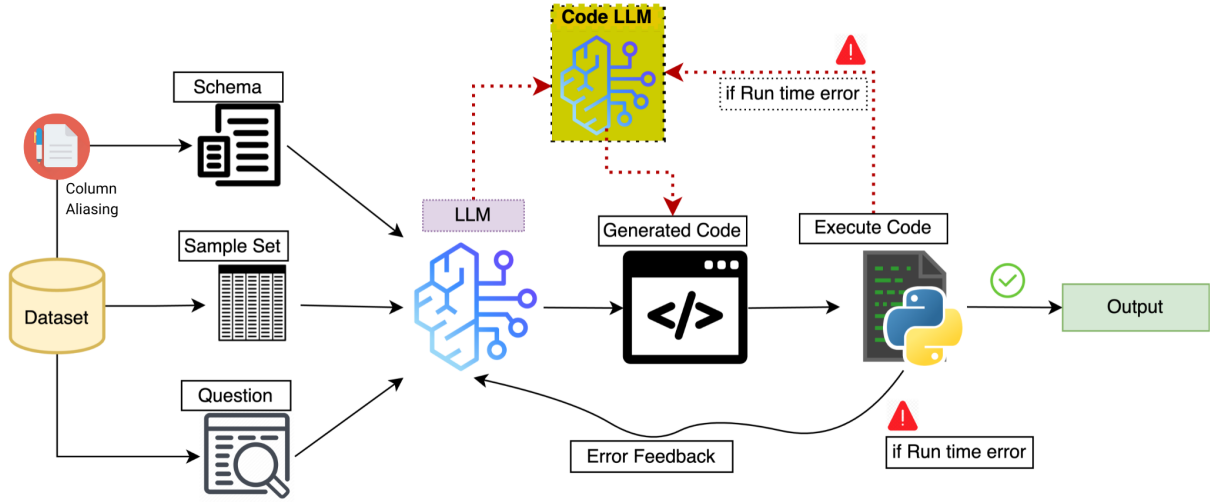 Code LLM
if Run time error
Schema
Column
Aliasing
LLM
Sample Set
Generated Code
Execute Code
Dataset
</>
Output
Question
Error Feedback
if Run time error